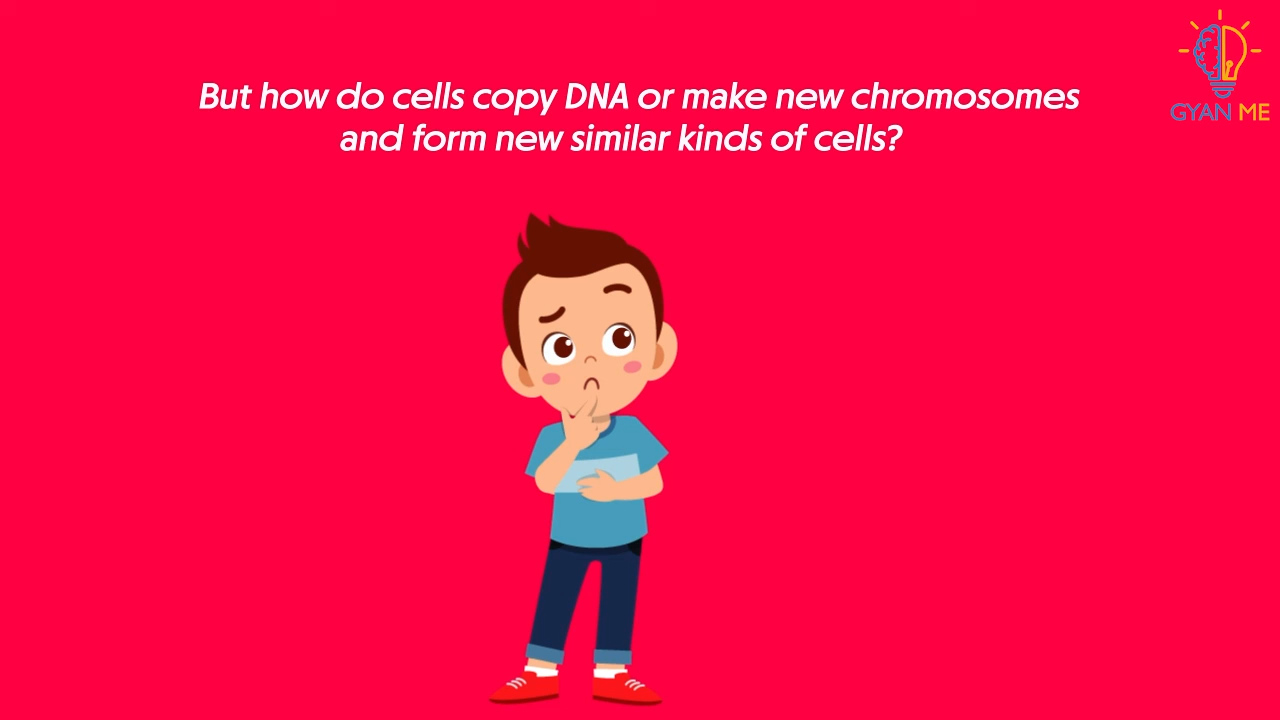 But how do cells copy DNA or make new chromosomes
and form new similar kinds of cells?
GYAN ME